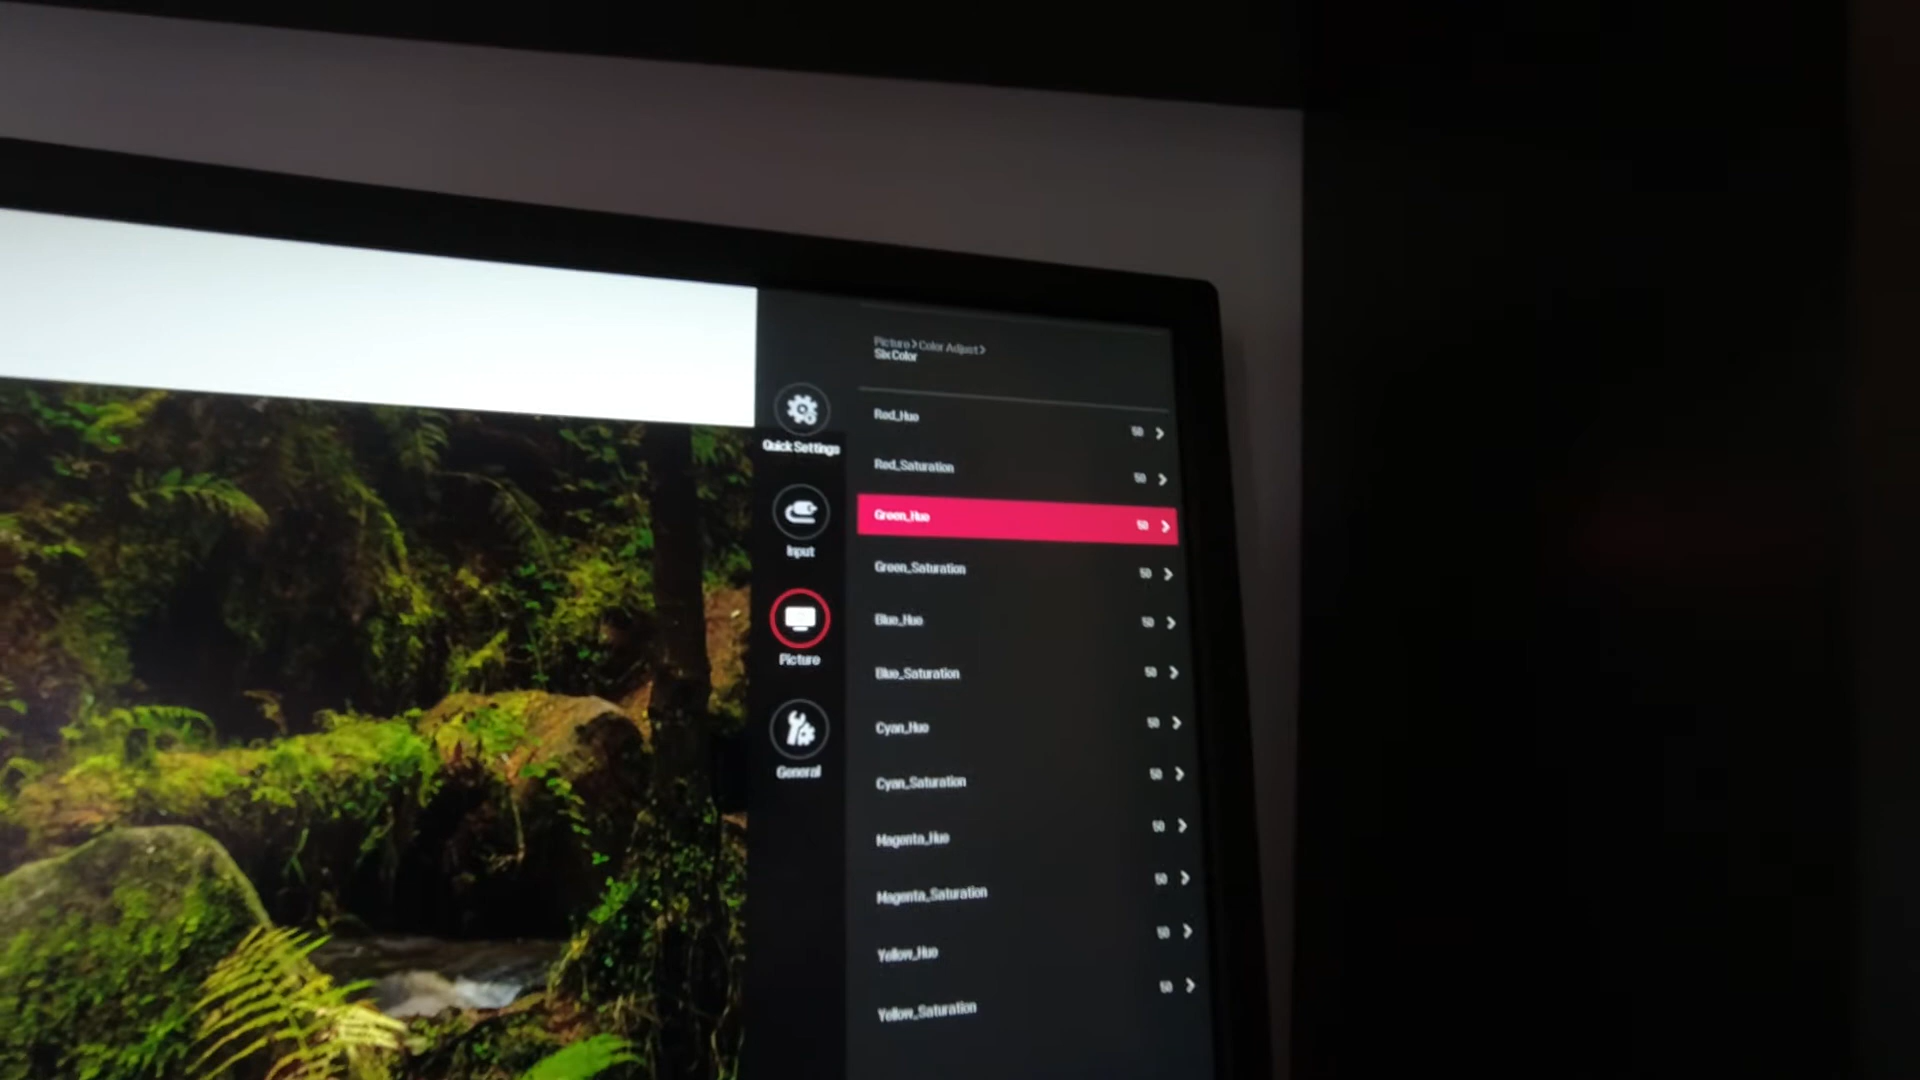 Picture > Color Adjust >
Six Color
Quick Settings
Input
Picture
General
Red_Hue 50 >
Red_Saturation 50 >
Green_Hue 50 >
Green_Saturation 50 >
Blue_Hue 50 >
Blue_Saturation 50 >
Cyan_Hue 50 >
Cyan_Saturation 50 >
Magenta_Hue 50 >
Magenta_Saturation 50 >
Yellow_Hue 50 >
Yellow_Saturation 50 >